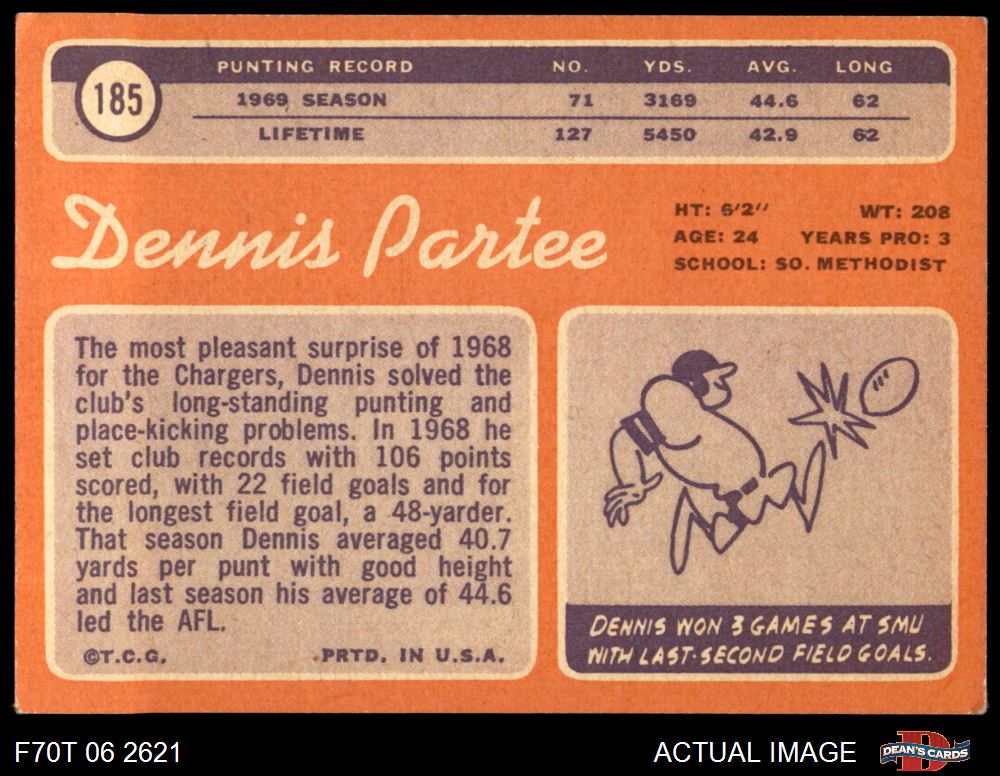 185
PUNTING RECORD NO. YDS. AVG. LONG
1969 SEASON 71 3169 44.6 62
LIFETIME 127 5450 42.9 62
Dennis Partee
HT: 6'2" WT: 208
AGE: 24 YEARS PRO: 3
SCHOOL: SO. METHODIST
The most pleasant surprise of 1968
for the Chargers, Dennis solved the
club's long-standing punting and
place-kicking problems. In 1968 he
set club records with 106 points
scored, with 22 field goals and for
the longest field goal, a 48-yarder.
That season Dennis averaged 40.7
yards per punt with good height
and last season his average of 44.6
led the AFL.
©T.C.G. PRTD. IN U.S.A.
DENNIS WON 3 GAMES AT SMU
WITH LAST-SECOND FIELD GOALS.
F70T 06 2621
ACTUAL IMAGE
D
DEAN'S CARDS